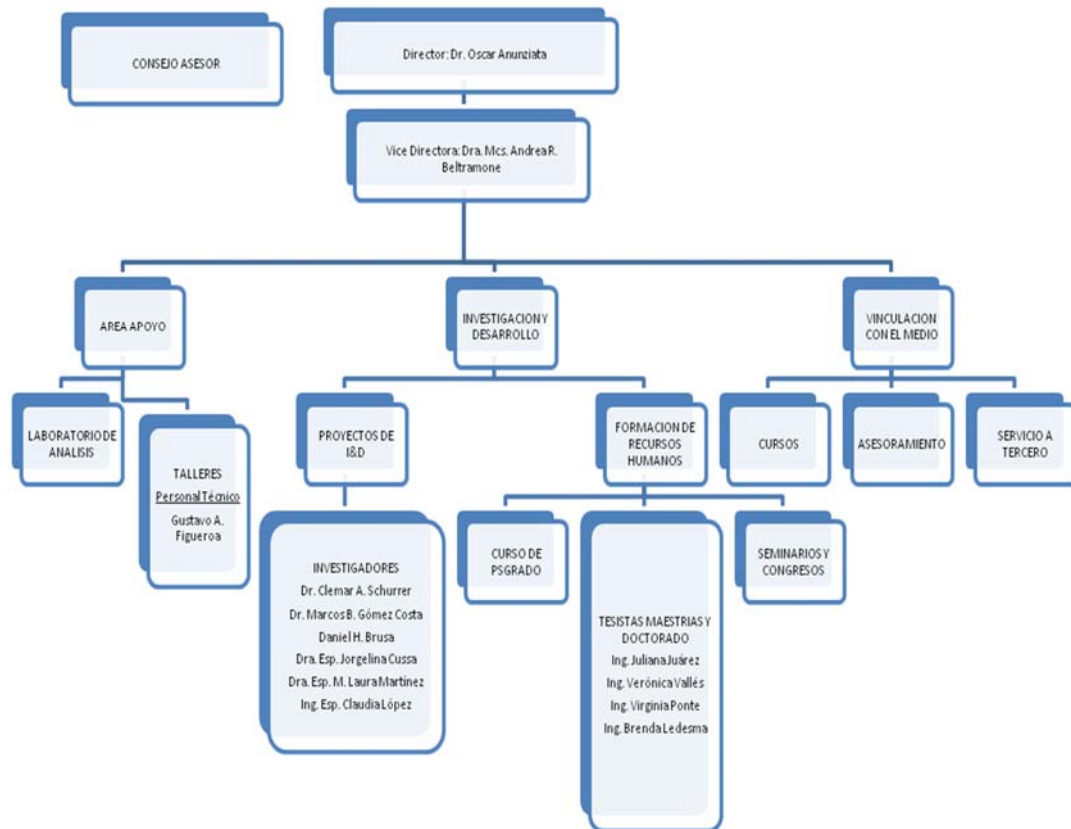 CONSEJO ASESOR
Director: Dr. Oscar Anunziata
Vice Directora: Dra. Mcs. Andrea R.
Beltramone
AREA APOYO
INVESTIGACION Y
DESARROLLO
VINCULACION
CON EL MEDIO
LABORATORIO DE
ANALISIS
TALLERES
Personal Técnico
Gustavo A.
Figueroa
PROYECTOS DE
I&D
FORMACION DE
RECURSOS
HUMANOS
CURSOS
ASESORAMIENTO
SERVICIO A
TERCERO
INVESTIGADORES
Dr. Clemar A. Schurrer
Dr. Marcos B. Gómez Costa
Daniel H. Brusa
Dra. Esp. Jorgelina Cussa
Dra. Esp. M. Laura Martínez
Ing. Esp. Claudia López
CURSO DE
PSGRADO
TESISTAS MAESTRIAS Y
DOCTORADO
Ing. Juliana Juárez
Ing. Verónica Vallés
Ing. Virginia Ponte
Ing. Brenda Ledesma
SEMINARIOS Y
CONGRESOS